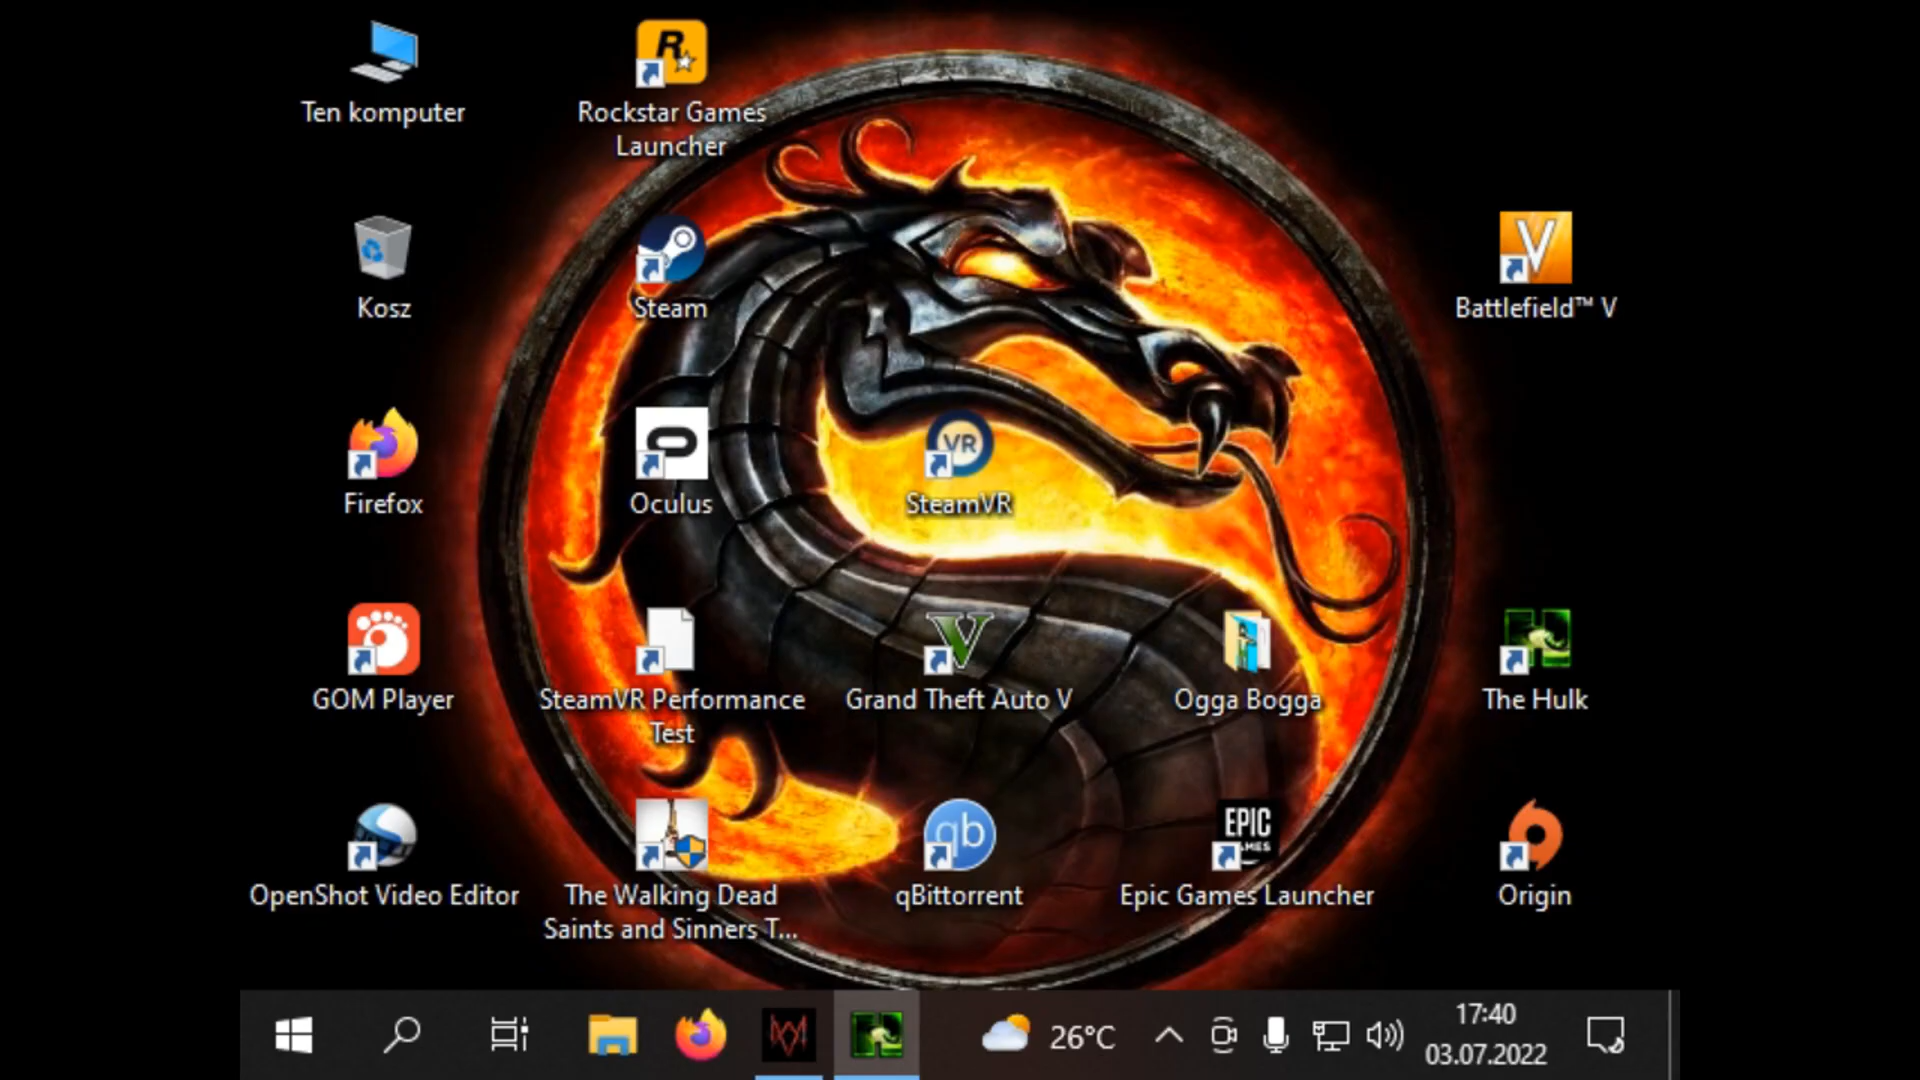 Ten komputer
Rockstar Games
Launcher
Kosz
Steam
Battlefield™ V
Firefox
Oculus
VR
SteamVR
GOM Player
SteamVR Performance
Test
Grand Theft Auto V
Ogga Bogga
The Hulk
OpenShot Video Editor
The Walking Dead
Saints and Sinners T...
qb
qBittorrent
EPIC
Epic Games Launcher
Origin
26°C
17:40
03.07.2022